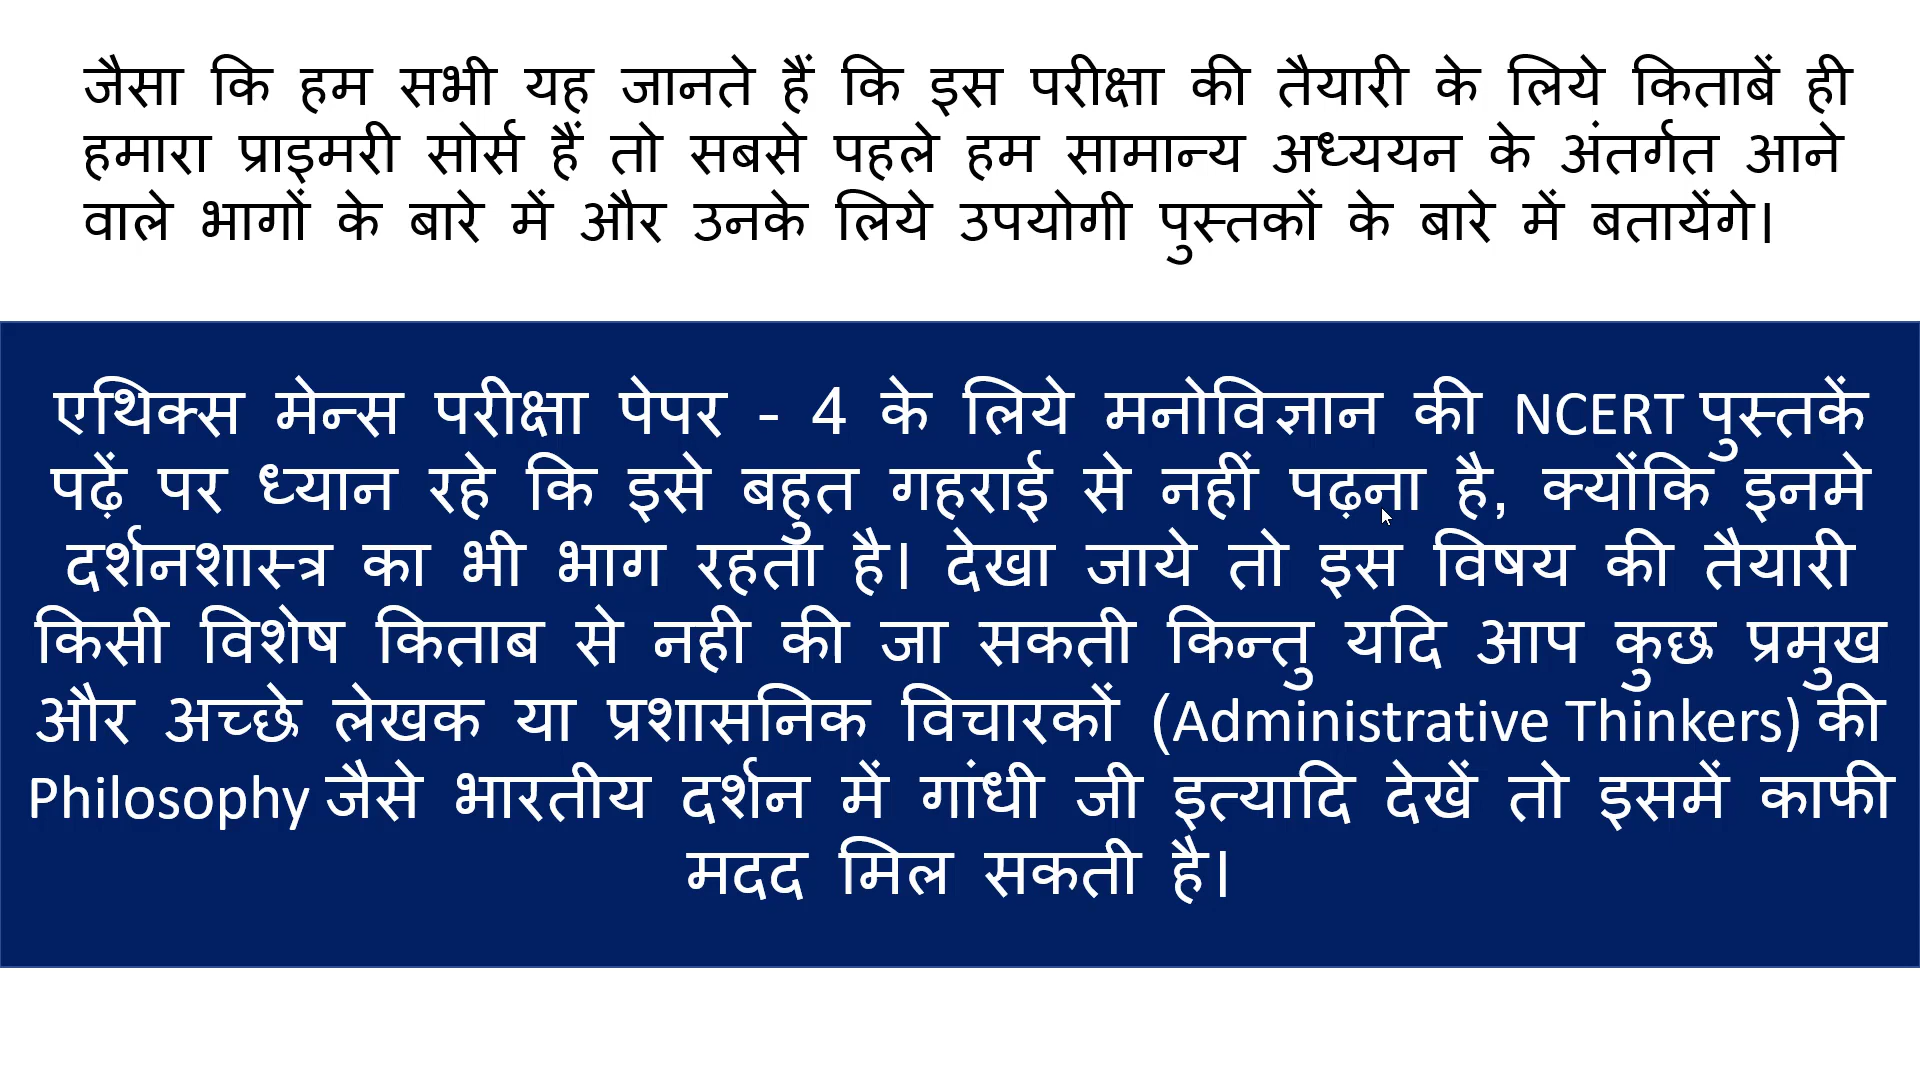 जैसा कि हम सभी यह जानते हैं कि इस परीक्षा की तैयारी के लिये किताबें ही
हमारा प्राइमरी सोर्स हैं तो सबसे पहले हम सामान्य अध्ययन के अंतर्गत आने
वाले भागों के बारे में और उनके लिये उपयोगी पुस्तकों के बारे में बतायेंगे।
एथिक्स मेन्स परीक्षा पेपर - 4 के लिये मनोविज्ञान की NCERT पुस्तकें
पढ़ें पर ध्यान रहे कि इसे बहुत गहराई से नहीं पढ़ना है, क्योंकि इनमे
दर्शनशास्त्र का भी भाग रहता है। देखा जाये तो इस विषय की तैयारी
किसी विशेष किताब से नही की जा सकती किन्तु यदि आप कुछ प्रमुख
और अच्छे लेखक या प्रशासनिक विचारकों (Administrative Thinkers) की
Philosophy जैसे भारतीय दर्शन में गांधी जी इत्यादि देखें तो इसमें काफी
मदद मिल सकती है।